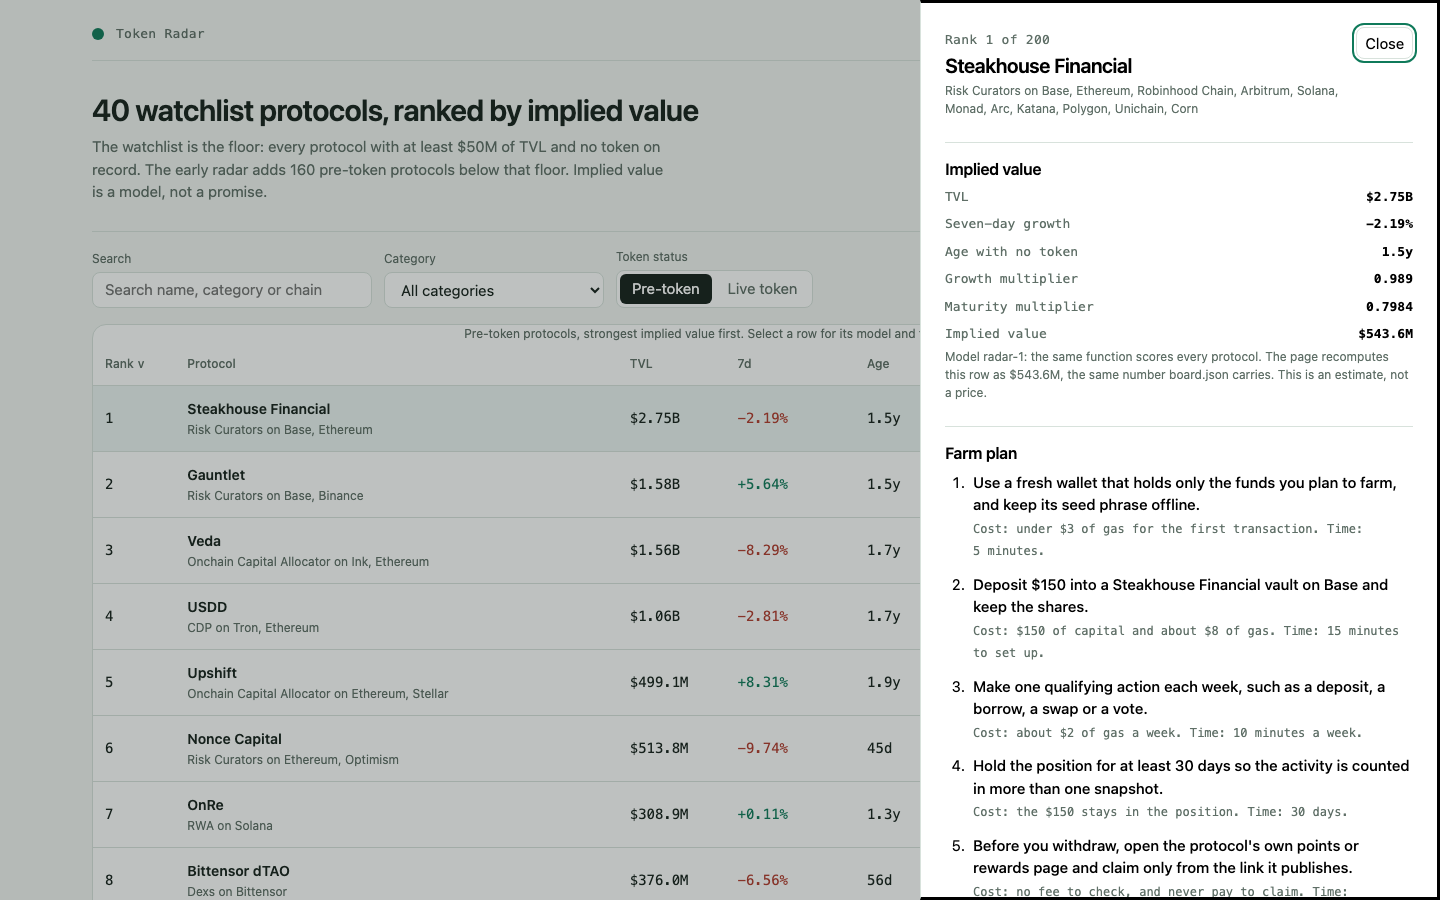 Token Radar
40 watchlist protocols, ranked by implied value
The watchlist is the floor: every protocol with at least $50M of TVL and no token on
record. The early radar adds 160 pre-token protocols below that floor. Implied value
is a model, not a promise.
Search
Category
Token status
Search name, category or chain
All categories
Pre-token
Live token
Pre-token protocols, strongest implied value first. Select a row for its model and
Rank v
Protocol
TVL
7d
Age
1
Steakhouse Financial
Risk Curators on Base, Ethereum
$2.75B
−2.19%
1.5y
2
Gauntlet
Risk Curators on Base, Binance
$1.58B
+5.64%
1.5y
3
Veda
Onchain Capital Allocator on Ink, Ethereum
$1.56B
−8.29%
1.7y
4
USDD
CDP on Tron, Ethereum
$1.06B
−2.81%
1.7y
5
Upshift
Onchain Capital Allocator on Ethereum, Stellar
$499.1M
+8.31%
1.9y
6
Nonce Capital
Risk Curators on Ethereum, Optimism
$513.8M
−9.74%
45d
7
OnRe
RWA on Solana
$308.9M
+0.11%
1.3y
8
Bittensor dTAO
Dexs on Bittensor
$376.0M
−6.56%
56d
Rank 1 of 200
Close
Steakhouse Financial
Risk Curators on Base, Ethereum, Robinhood Chain, Arbitrum, Solana,
Monad, Arc, Katana, Polygon, Unichain, Corn
Implied value
TVL $2.75B
Seven-day growth −2.19%
Age with no token 1.5y
Growth multiplier 0.989
Maturity multiplier 0.7984
Implied value $543.6M
Model radar-1: the same function scores every protocol. The page recomputes
this row as $543.6M, the same number board.json carries. This is an estimate, not
a price.
Farm plan
1. Use a fresh wallet that holds only the funds you plan to farm,
and keep its seed phrase offline.
Cost: under $3 of gas for the first transaction. Time:
5 minutes.
2. Deposit $150 into a Steakhouse Financial vault on Base and
keep the shares.
Cost: $150 of capital and about $8 of gas. Time: 15 minutes
to set up.
3. Make one qualifying action each week, such as a deposit, a
borrow, a swap or a vote.
Cost: about $2 of gas a week. Time: 10 minutes a week.
4. Hold the position for at least 30 days so the activity is counted
in more than one snapshot.
Cost: the $150 stays in the position. Time: 30 days.
5. Before you withdraw, open the protocol's own points or
rewards page and claim only from the link it publishes.
Cost: no fee to check, and never pay to claim. Time: